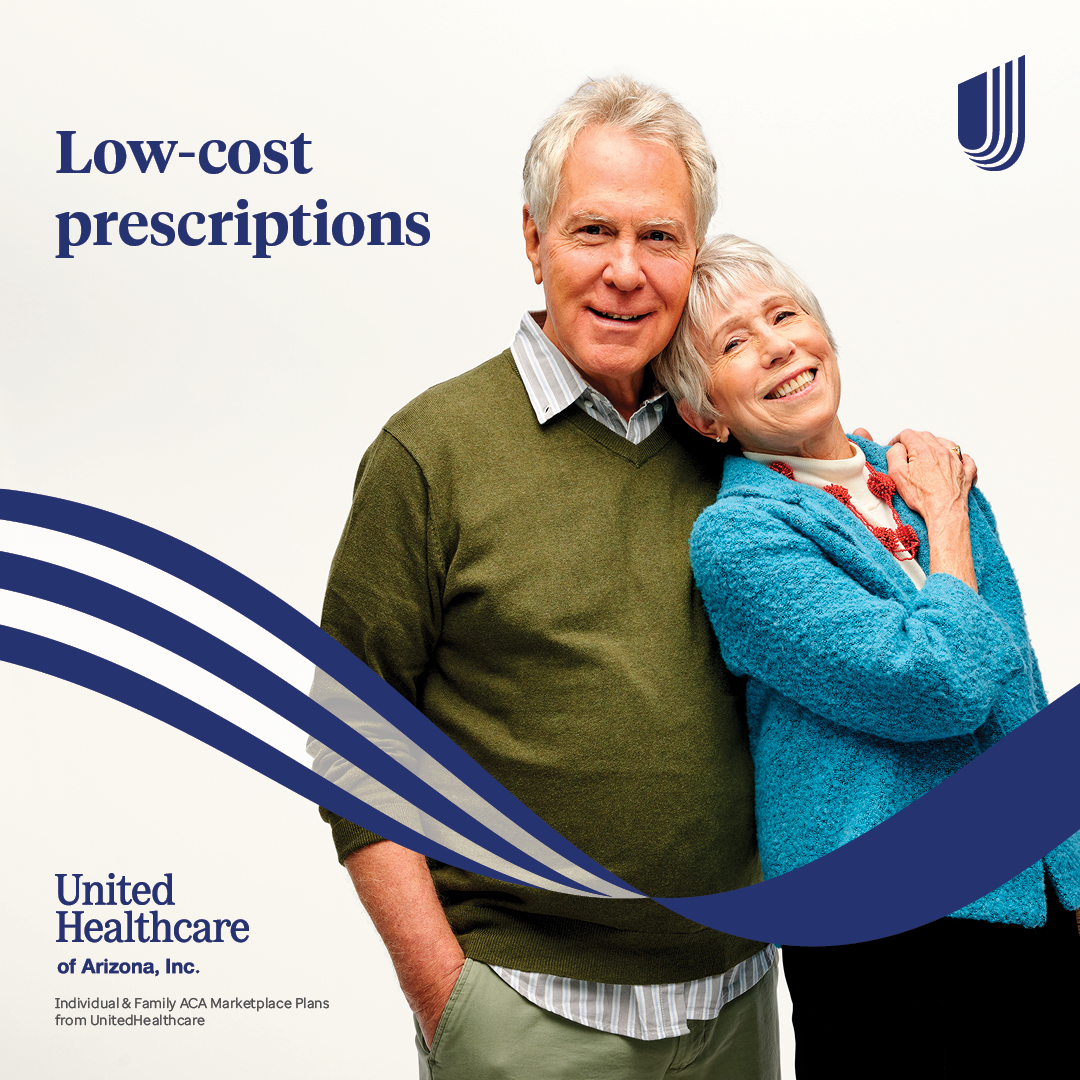 Low-cost
prescriptions
United
Healthcare
of Arizona, Inc.
Individual & Family ACA Marketplace Plans
from UnitedHealthcare